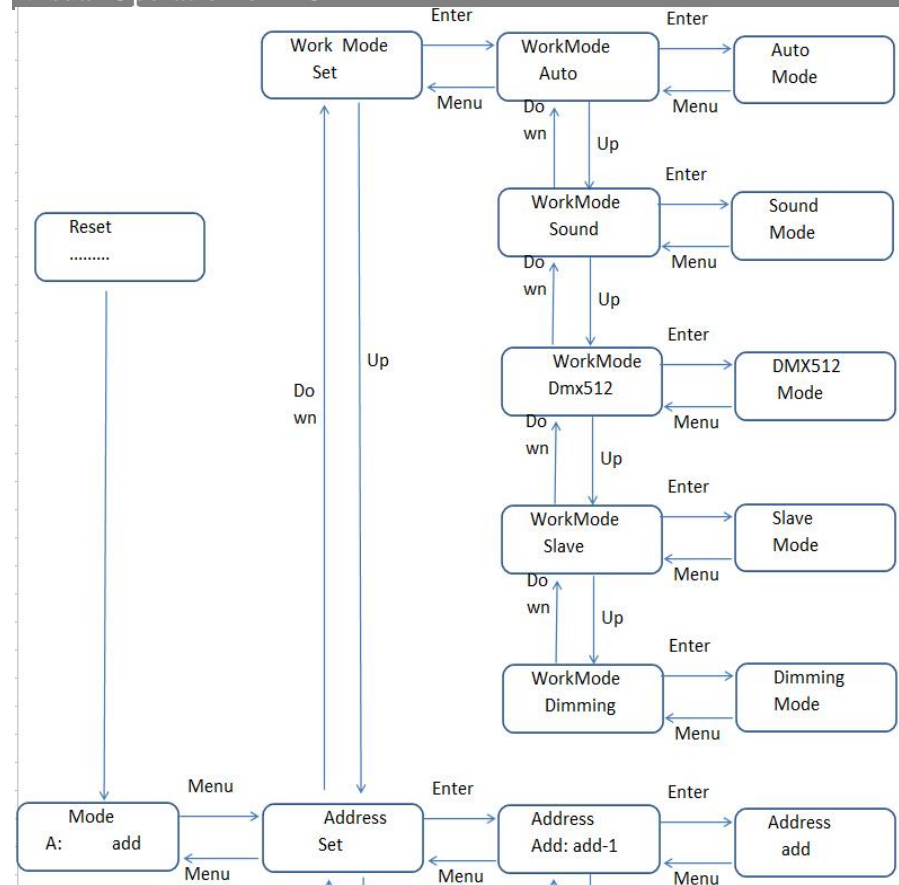 Enter
Enter
Work Mode
Set
WorkMode
Auto
Auto
Mode
Menu
Menu
Do
wn
Up
Enter
Reset
.........
WorkMode
Sound
Sound
Mode
Menu
Do
wn
Up
Enter
Up
Do
wn
WorkMode
Dmx512
DMX512
Mode
Menu
Do
wn
Up
Enter
WorkMode
Slave
Slave
Mode
Menu
Do
wn
Up
Enter
WorkMode
Dimming
Dimming
Mode
Menu
Menu
Enter
Enter
Mode
A: add
Address
Set
Address
Add: add-1
Address
add
Menu
Menu
Menu